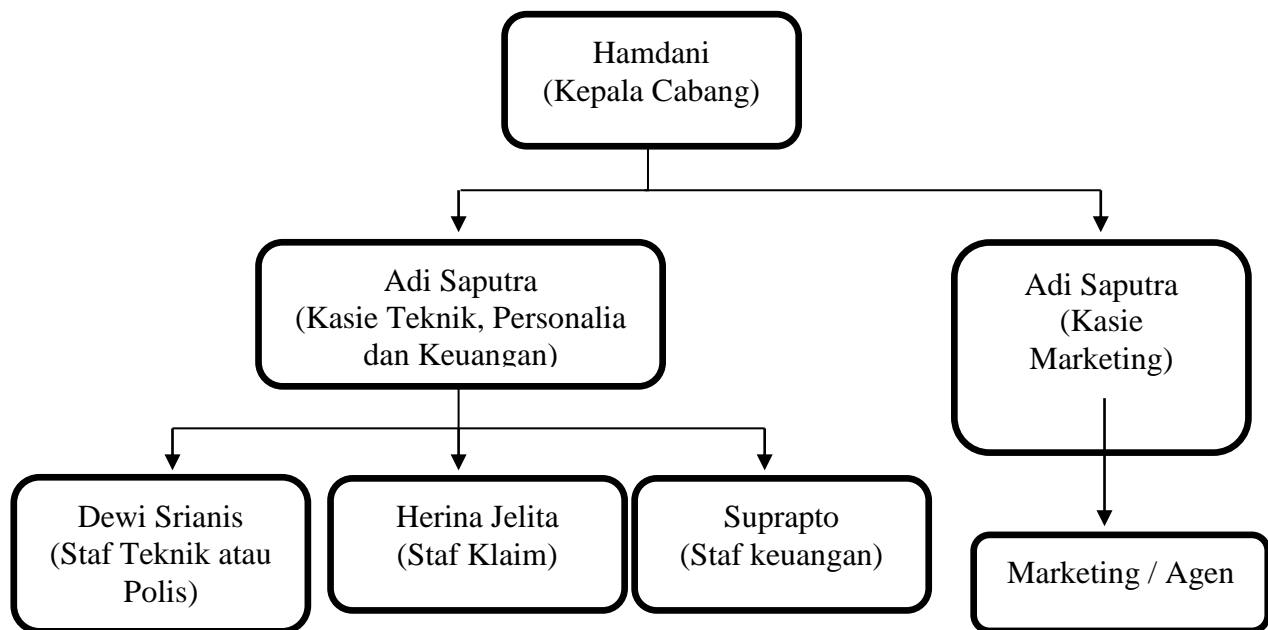 Hamdani
(Kepala Cabang)
Adi Saputra
(Kasie Teknik, Personalia
dan Keuangan)
Adi Saputra
(Kasie
Marketing)
Dewi Srianis
(Staf Teknik atau
Polis)
Herina Jelita
(Staf Klaim)
Suprapto
(Staf keuangan)
Marketing / Agen